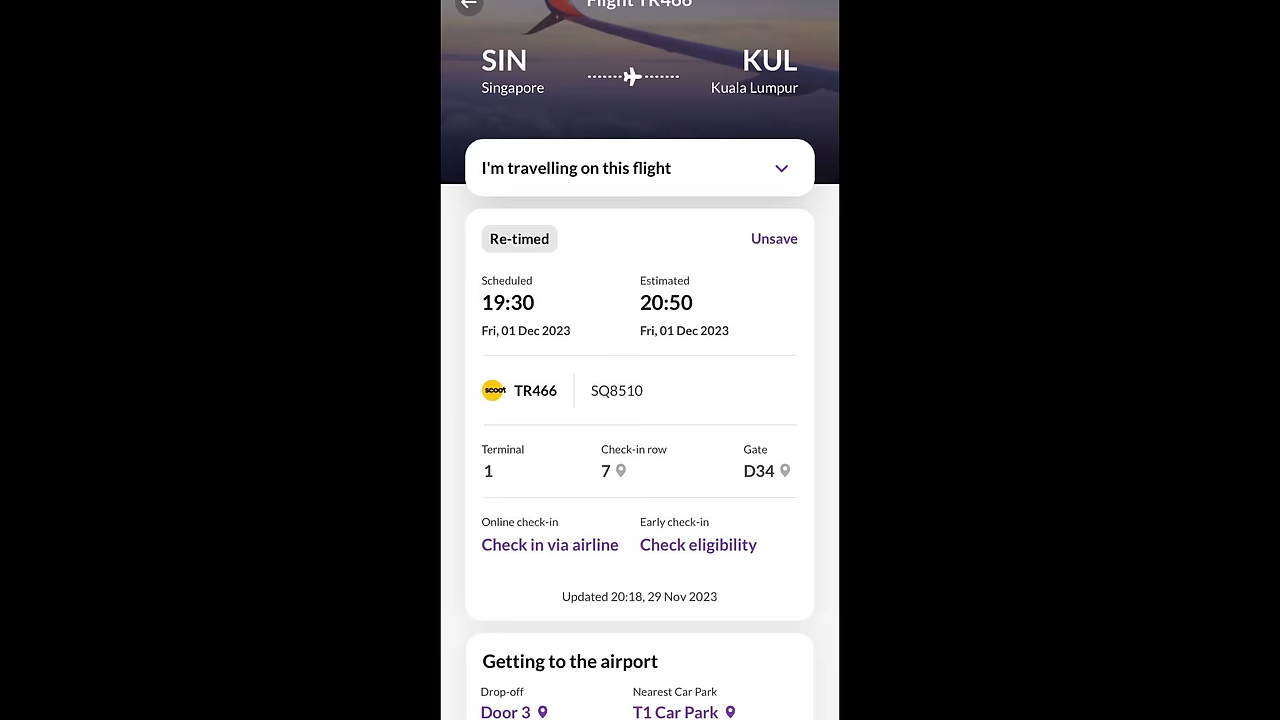 Flight TR466
SIN
KUL
Singapore
Kuala Lumpur
I'm travelling on this flight
Re-timed
Unsave
Scheduled
Estimated
19:30
20:50
Fri, 01 Dec 2023
Fri, 01 Dec 2023
scoot
TR466
SQ8510
Terminal
Check-in row
Gate
1
7
D34
Online check-in
Early check-in
Check in via airline
Check eligibility
Updated 20:18, 29 Nov 2023
Getting to the airport
Drop-off
Nearest Car Park
Door 3
T1 Car Park